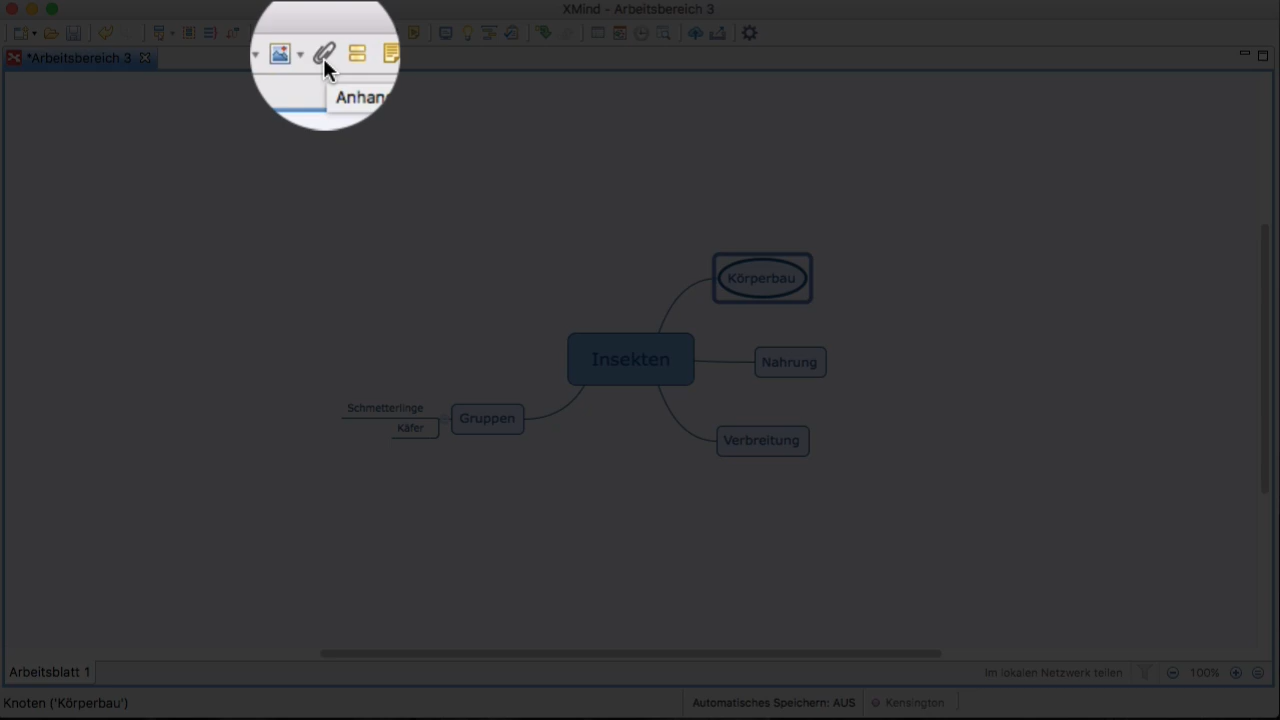 XMind - Arbeitsbereich 3
*Arbeitsbereich 3
Körperbau
Insekten
Nahrung
Schmetterlinge
Gruppen
Käfer
Verbreitung
Arbeitsblatt 1
Im lokalen Netzwerk teilen
100%
Knoten ('Körperbau')
Automatisches Speichern: AUS
Kensington